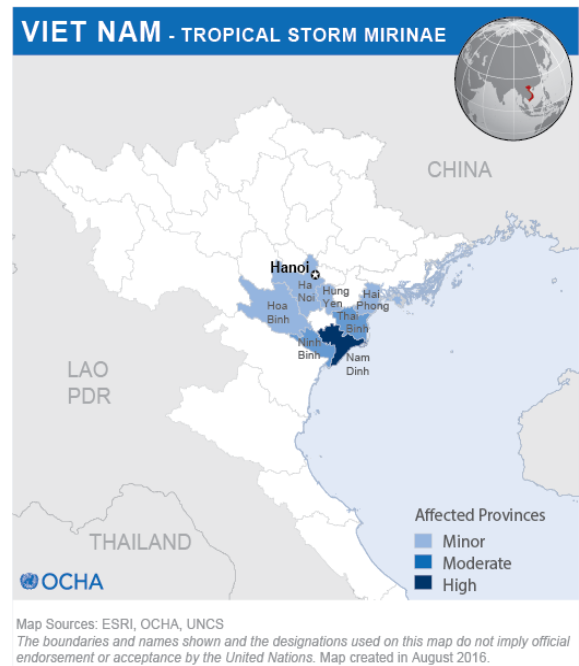 VIET NAM - TROPICAL STORM MIRINAE
CHINA
Hanoi
Ha
Noi
Hung
Yen
Hai
Phong
Hoa
Binh
Thai
Binh
Ninh
Binh
Nam
Dinh
LAO
PDR
THAILAND
Affected Provinces
Minor
Moderate
High
OCHA
Map Sources: ESRI, OCHA, UNCS
The boundaries and names shown and the designations used on this map do not imply official
endorsement or acceptance by the United Nations. Map created in August 2016.